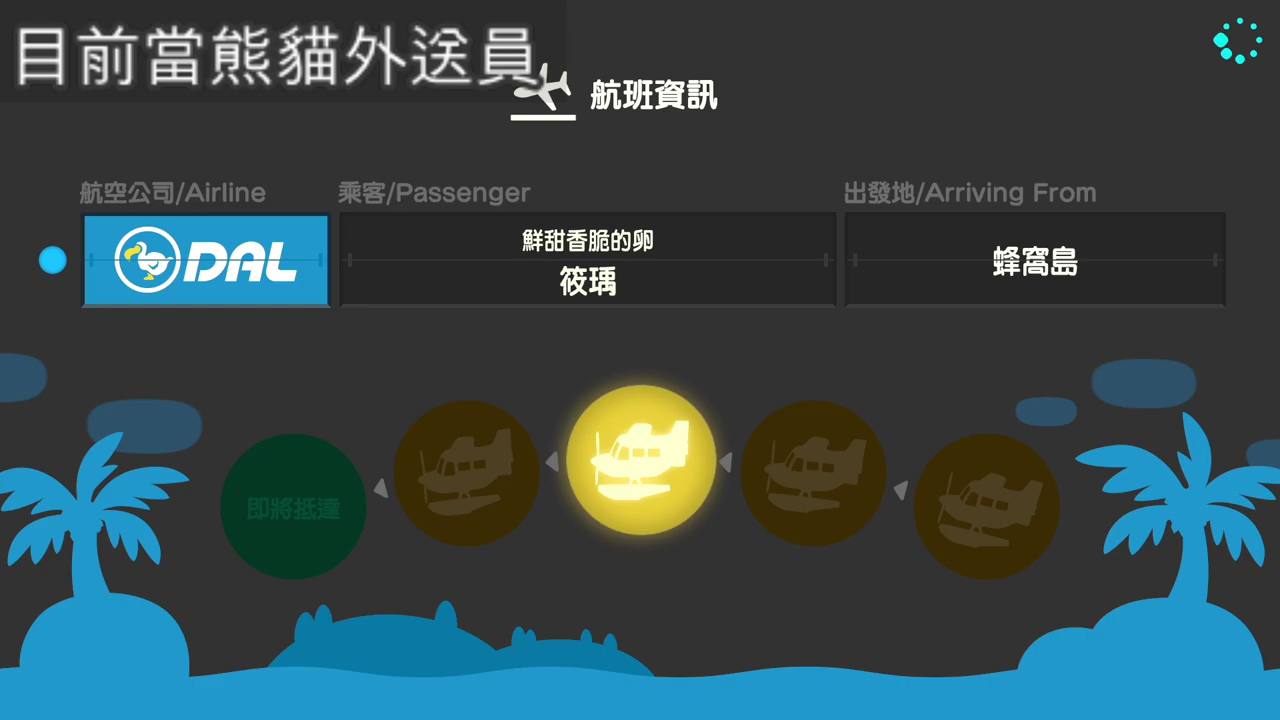 目前當熊貓外送員
航班資訊
航空公司/Airline
乘客/Passenger
出發地/Arriving From
DAL
鮮甜香脆的卵
筱瑀
蜂窩島
即將抵達